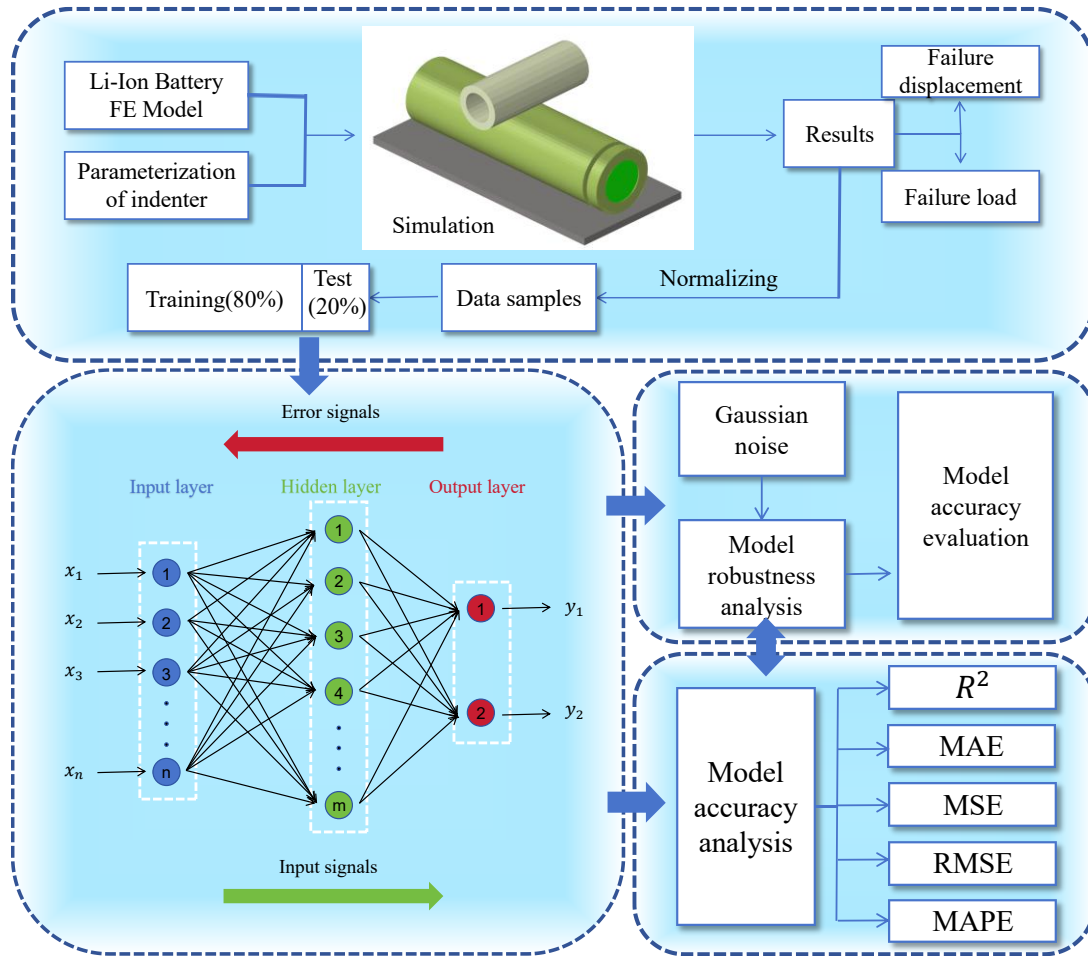 Li-Ion Battery
FE Model
Parameterization
of indenter
Simulation
Results
Failure
displacement
Failure load
Normalizing
Data samples
Training(80%)
Test
(20%)
Error signals
Input layer
Hidden layer
Output layer
x₁
x₂
x₃
xₙ
1
2
3
n
1
2
3
4
m
1
2
y₁
y₂
Input signals
Gaussian
noise
Model
robustness
analysis
Model
accuracy
evaluation
Model
accuracy
analysis
R²
MAE
MSE
RMSE
MAPE